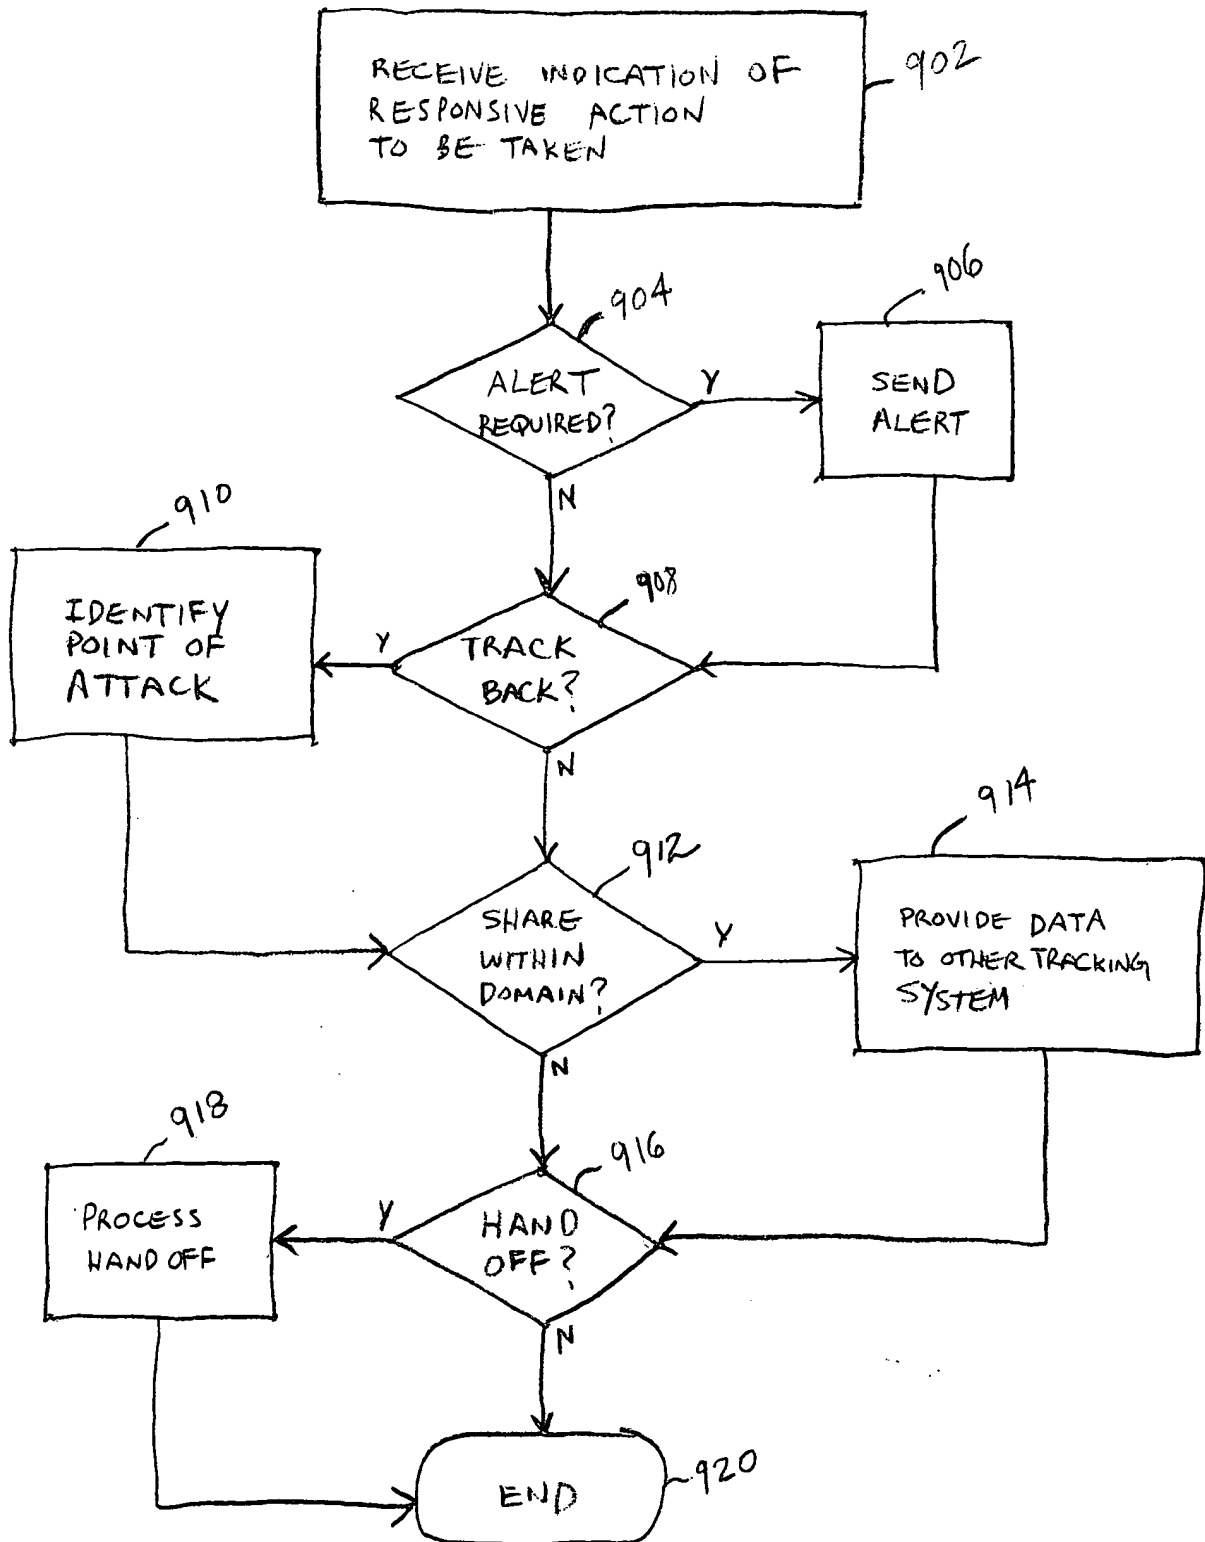 RECEIVE INDICATION OF
RESPONSIVE ACTION
TO BE TAKEN
902
904
906
ALERT
REQUIRED?
Y
SEND
ALERT
N
910
908
IDENTIFY
POINT OF
ATTACK
Y
TRACK
BACK?
N
914
912
SHARE
WITHIN
DOMAIN?
Y
PROVIDE DATA
TO OTHER TRACKING
SYSTEM
N
918
916
PROCESS
HAND OFF
Y
HAND
OFF?
N
END
920